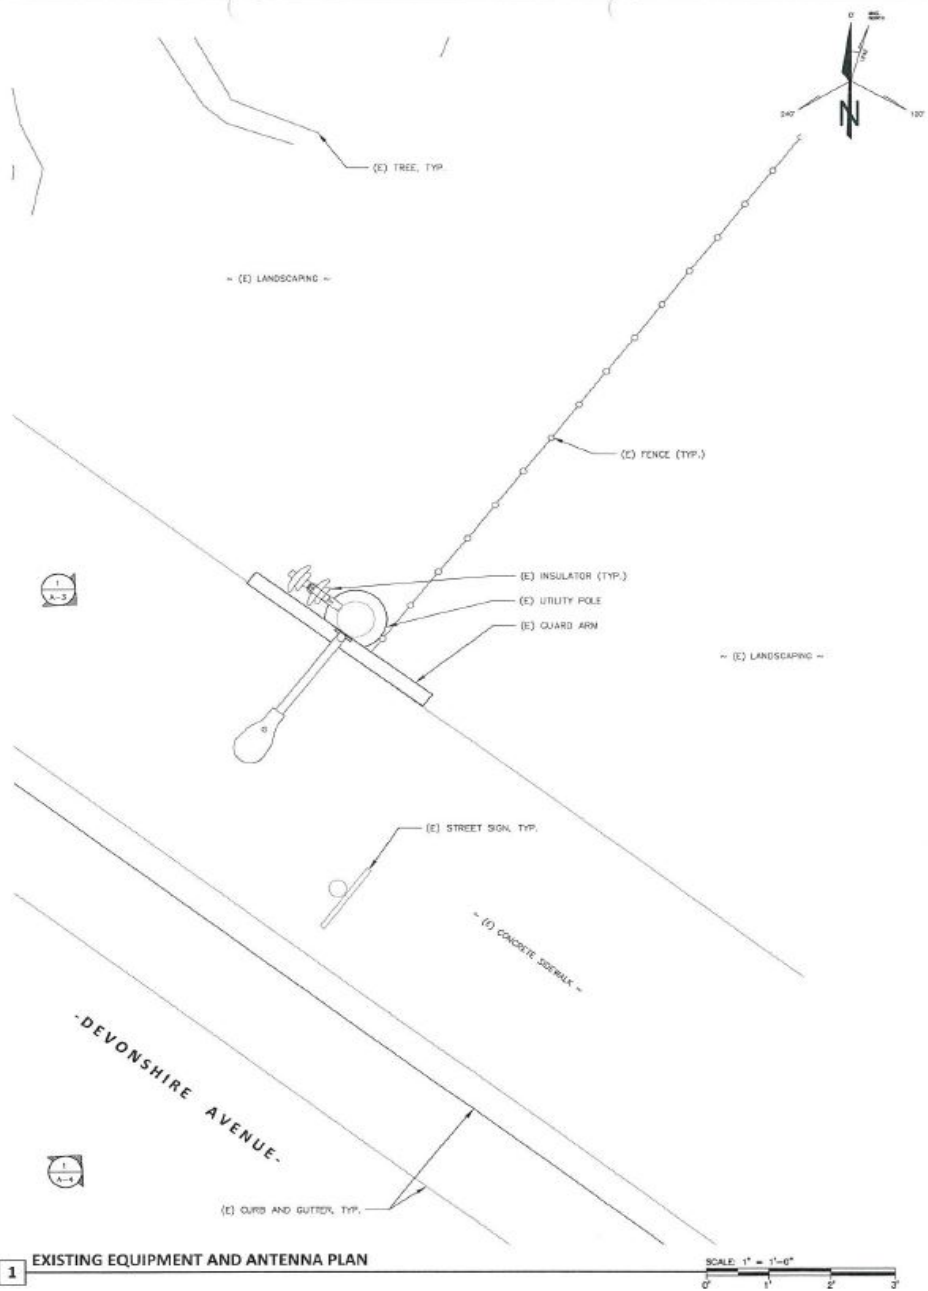 0°
N
240°
120°
(E) TREE, TYP.
~ (E) LANDSCAPING ~
(E) FENCE (TYP.)
1
A-3
(E) INSULATOR (TYP.)
(E) UTILITY POLE
(E) GUARD ARM
~ (E) LANDSCAPING ~
(E) STREET SIGN, TYP.
~ (E) CONCRETE SIDEWALK ~
-DEVONSHIRE AVENUE-
1
A-4
(E) CURB AND GUTTER, TYP.
1 EXISTING EQUIPMENT AND ANTENNA PLAN
SCALE: 1" = 1'-0"
0' 1' 2' 3'